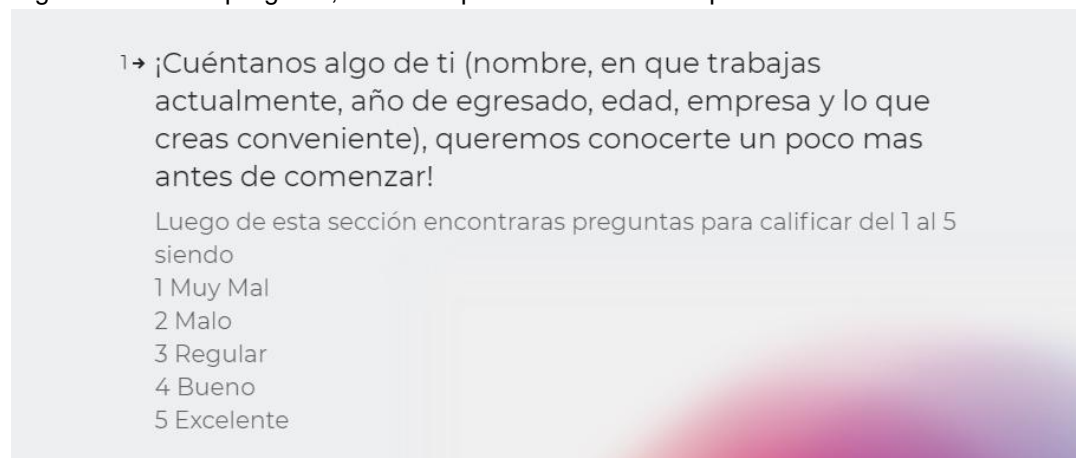 1→ ¡Cuéntanos algo de ti (nombre, en que trabajas
actualmente, año de egresado, edad, empresa y lo que
creas conveniente), queremos conocerte un poco mas
antes de comenzar!
Luego de esta sección encontraras preguntas para calificar del 1 al 5
siendo
1 Muy Mal
2 Malo
3 Regular
4 Bueno
5 Excelente